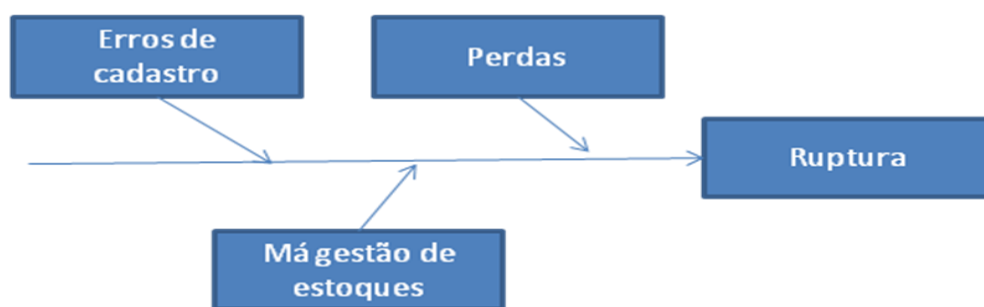 Erros de
cadastro
Perdas
Ruptura
Má gestão de
estoques